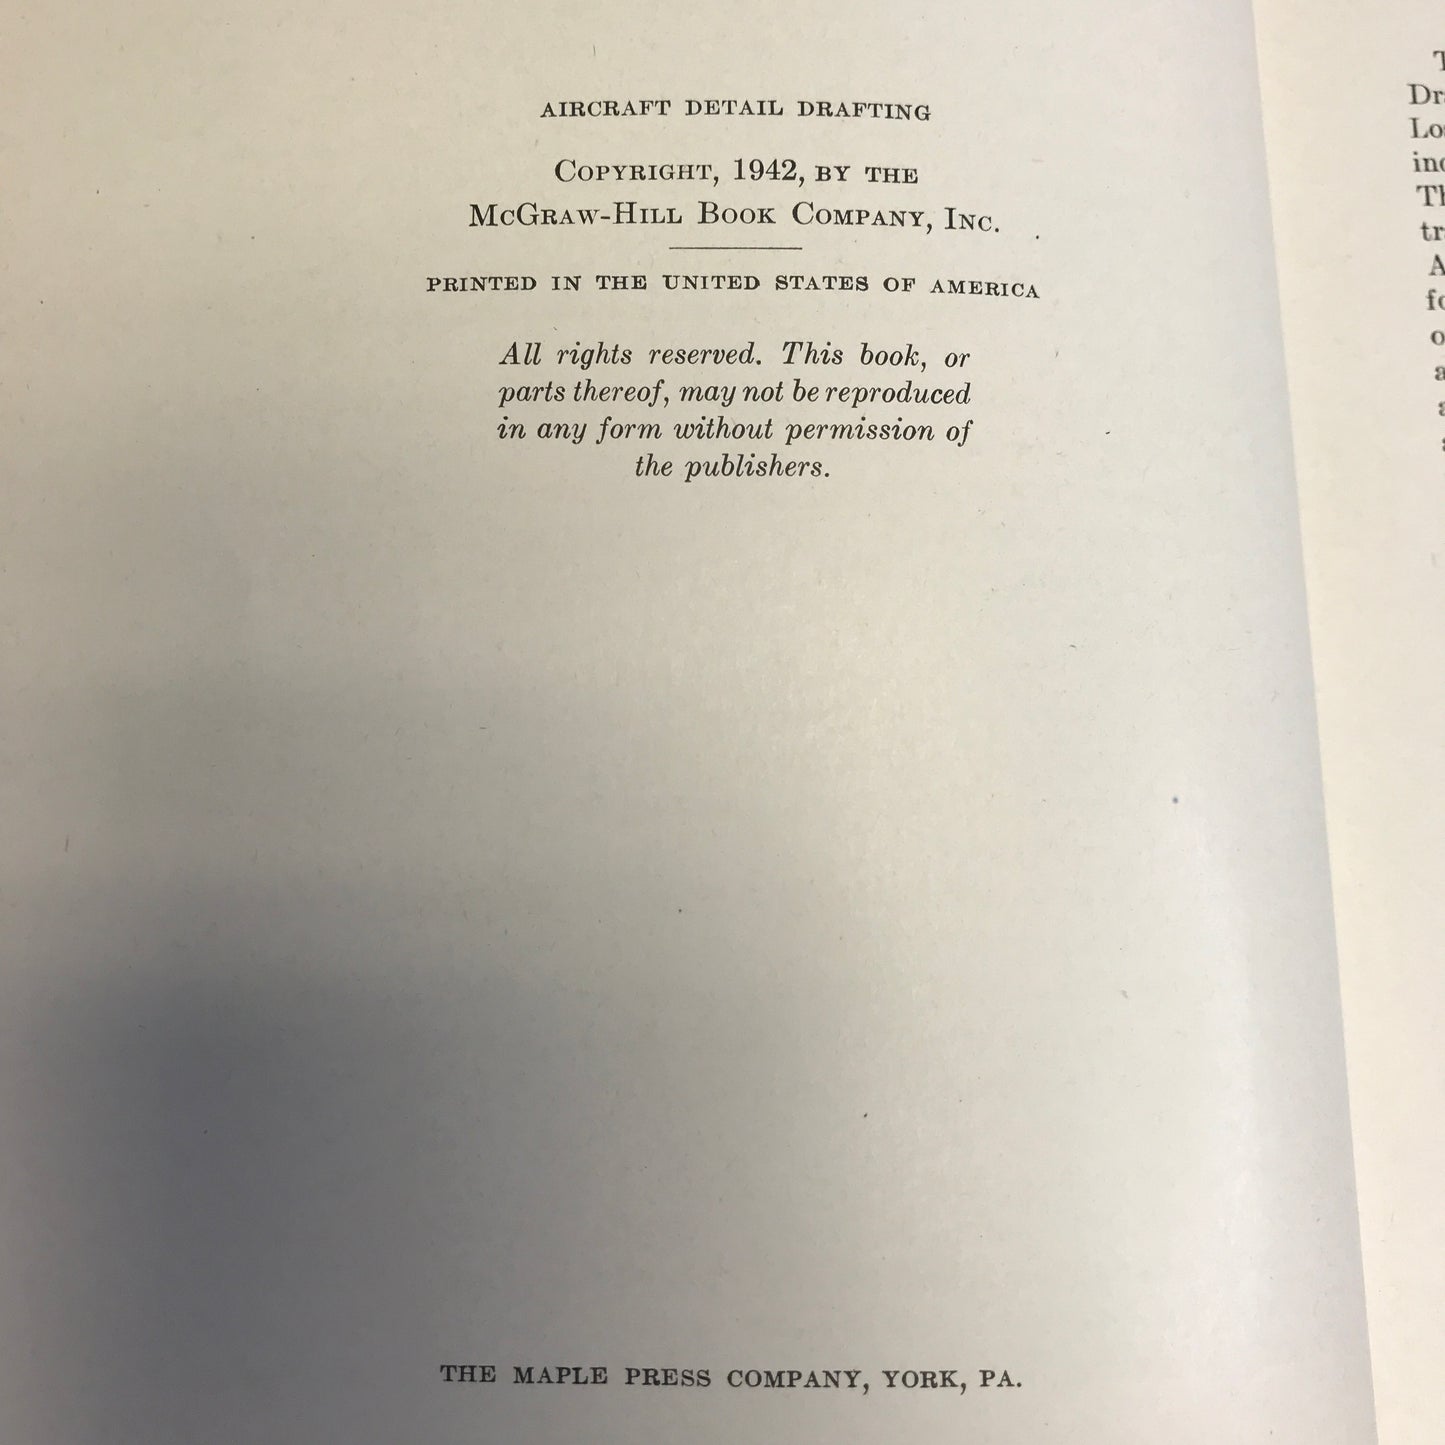 AIRCRAFT DETAIL DRAFTING
COPYRIGHT, 1942, BY THE
MCGRAW-HILL BOOK COMPANY, INC.
PRINTED IN THE UNITED STATES OF AMERICA
All rights reserved. This book, or
parts thereof, may not be reproduced
in any form without permission of
the publishers.
THE MAPLE PRESS COMPANY, YORK, PA.